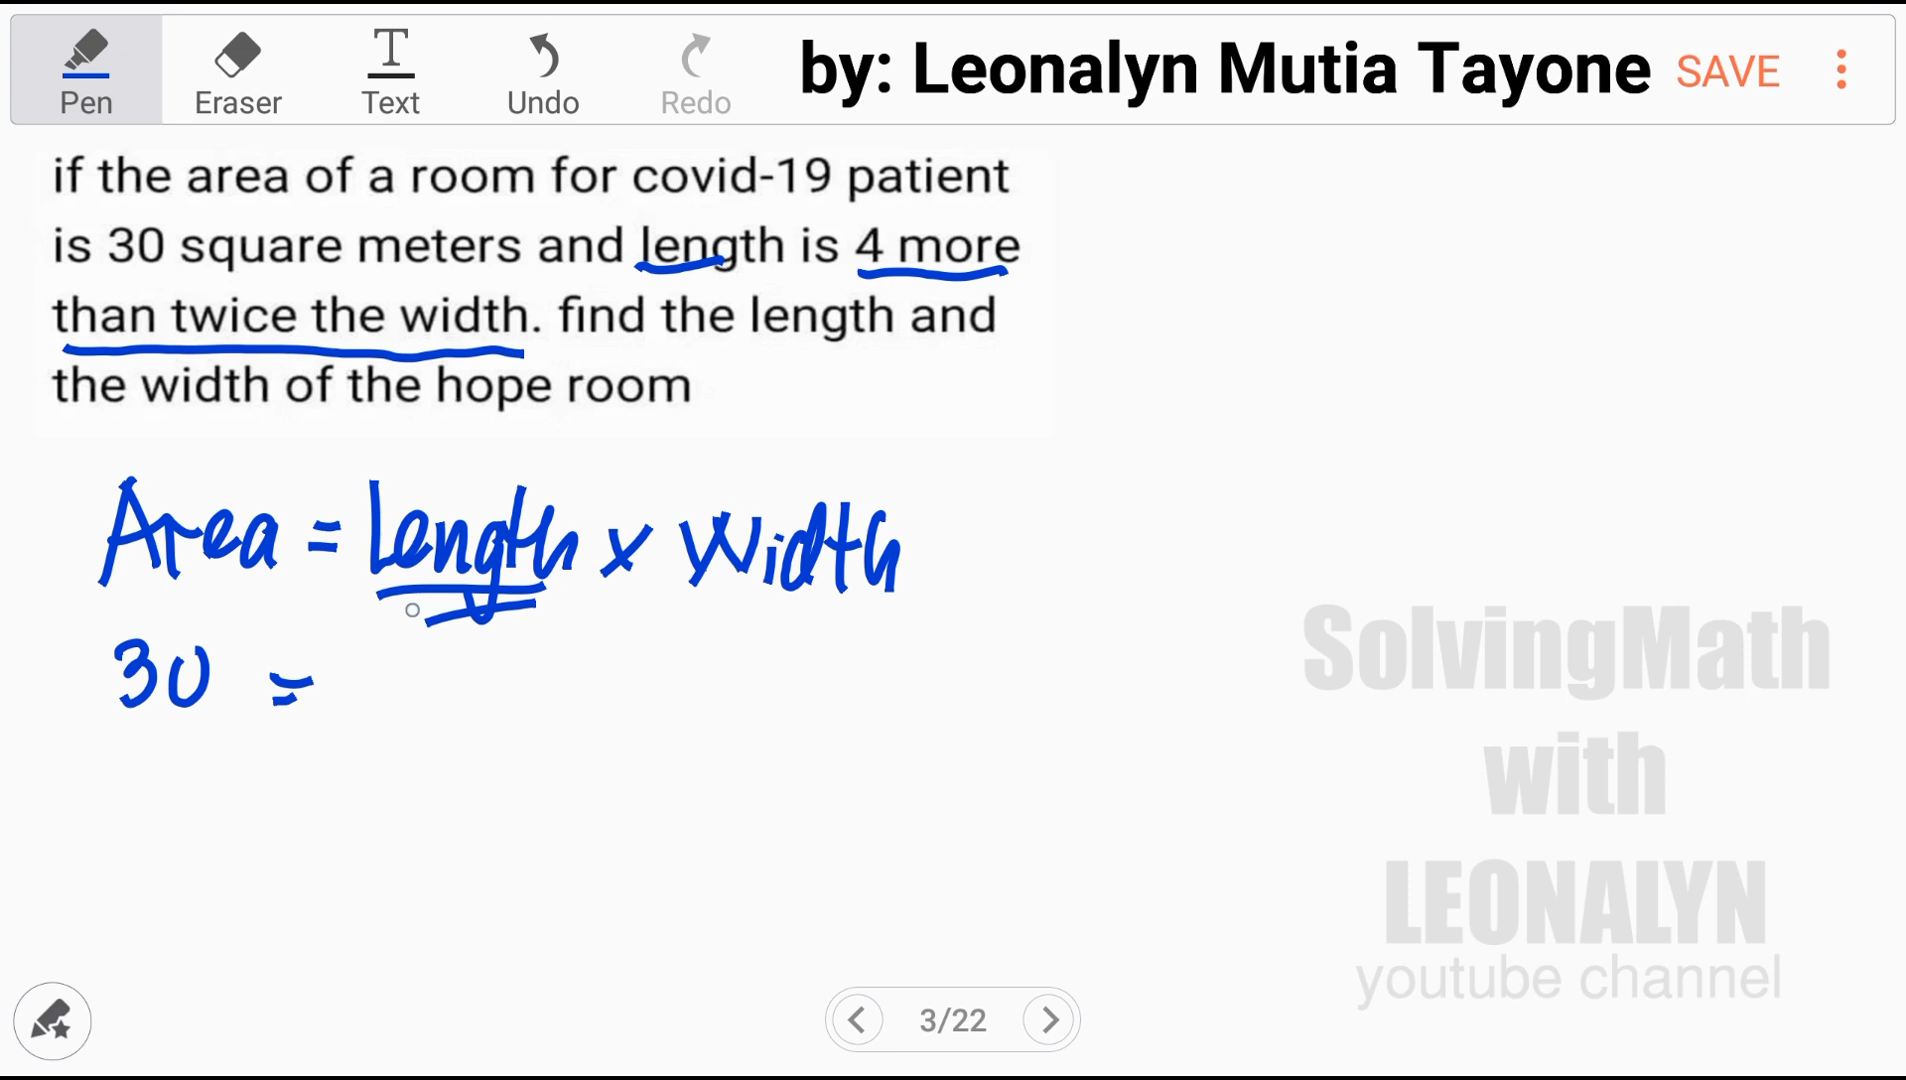 Pen
Eraser
Text
Undo
Redo
by: Leonalyn Mutia Tayone
SAVE
if the area of a room for covid-19 patient
is 30 square meters and length is 4 more
than twice the width. find the length and
the width of the hope room
Area = Length x Width
30 =
SolvingMath
with
LEONALYN
youtube channel
3/22